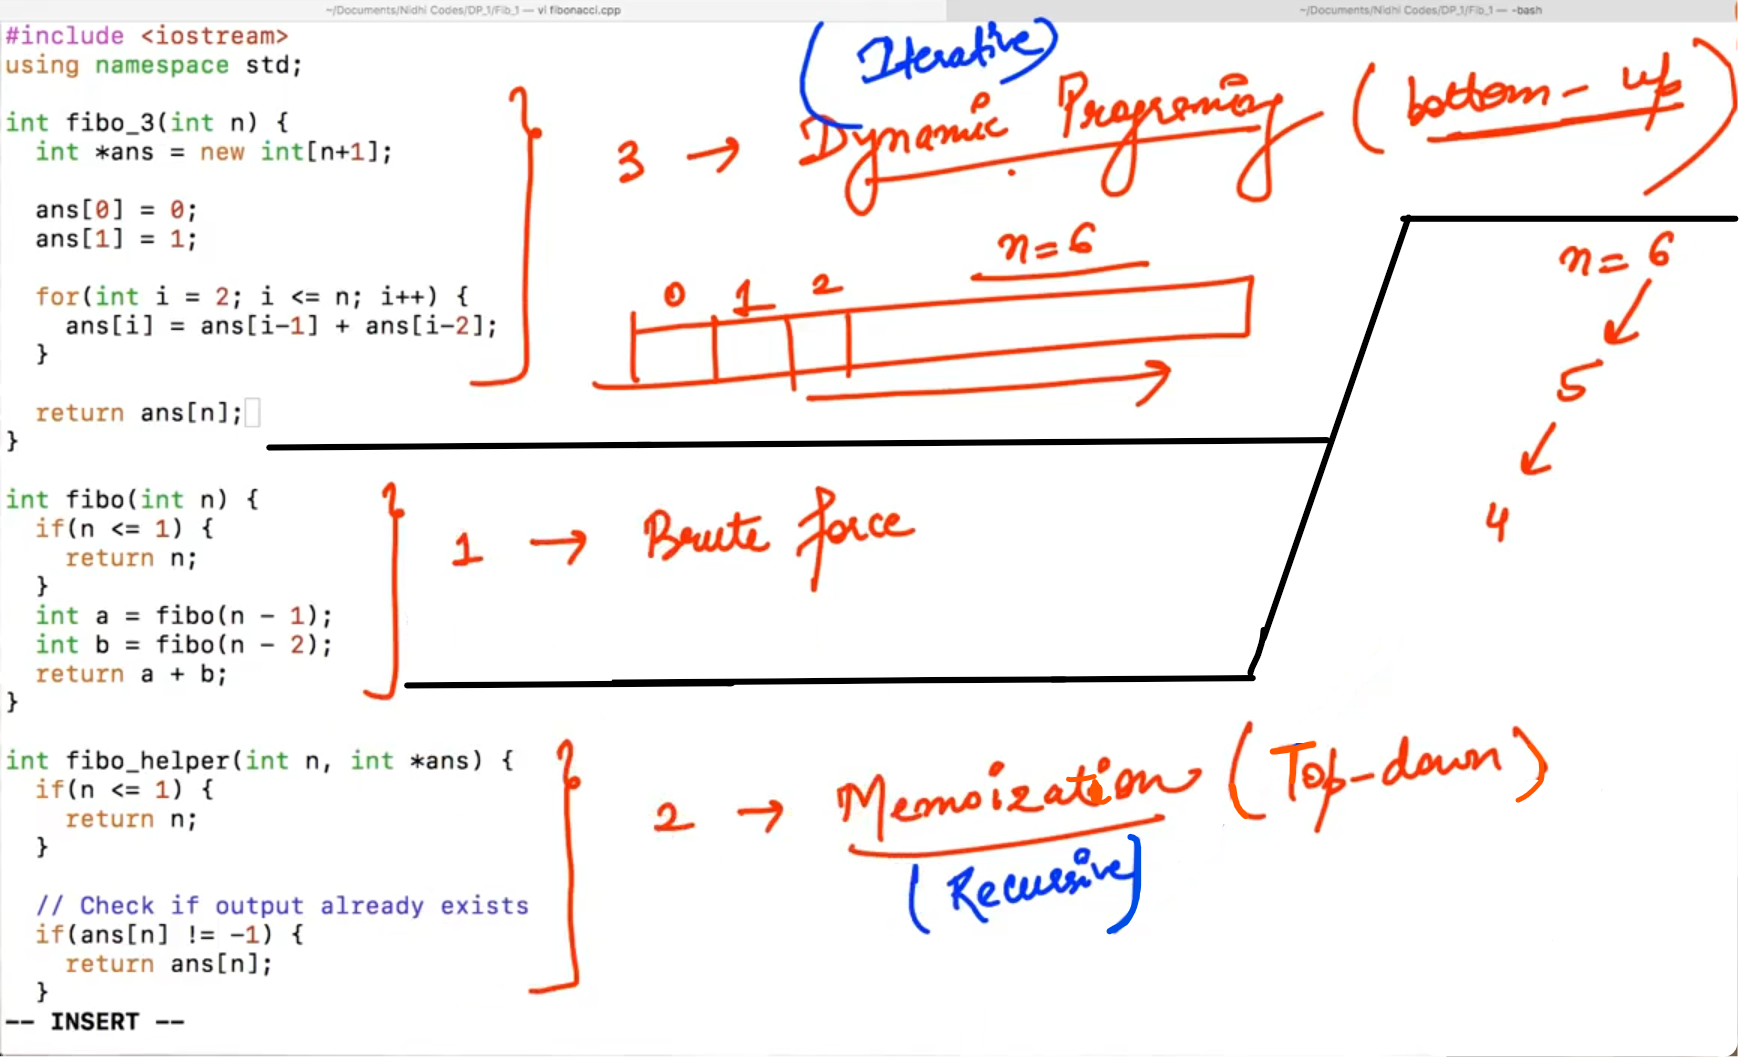 ~/Documents/Nidhi Codes/DP_1/Fib_1 — vi fibonacci.cpp
~/Documents/Nidhi Codes/DP_1/Fib_1 — -bash
#include <iostream>
using namespace std;
int fibo_3(int n) {
int *ans = new int[n+1];
ans[0] = 0;
ans[1] = 1;
for(int i = 2; i <= n; i++) {
ans[i] = ans[i-1] + ans[i-2];
}
return ans[n];
}
(Iterative)
3 → Dynamic Programing (bottom-up)
n=6
0 1 2
n=6
5
4
int fibo(int n) {
if(n <= 1) {
return n;
}
int a = fibo(n - 1);
int b = fibo(n - 2);
return a + b;
}
1 → Brute force
int fibo_helper(int n, int *ans) {
if(n <= 1) {
return n;
}
// Check if output already exists
if(ans[n] != -1) {
return ans[n];
}
2 → Memoization (Top-down)
(Recursive)
-- INSERT --